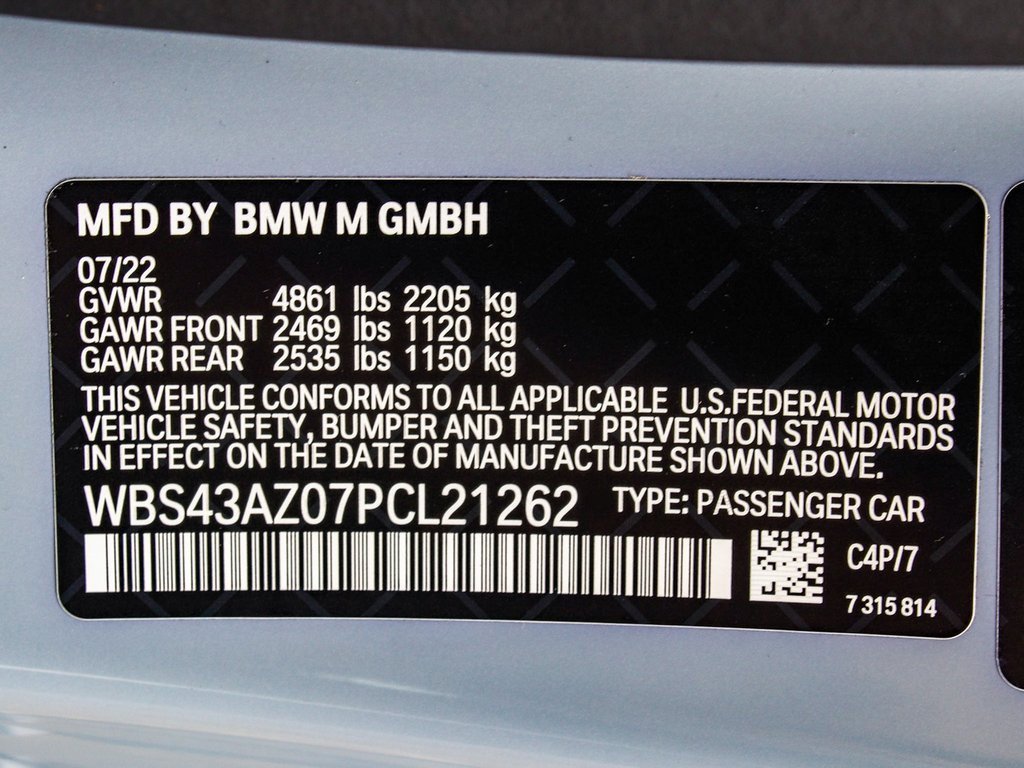 MFD BY BMW M GMBH
07/22
GVWR 4861 lbs 2205 kg
GAWR FRONT 2469 lbs 1120 kg
GAWR REAR 2535 lbs 1150 kg
THIS VEHICLE CONFORMS TO ALL APPLICABLE U.S.FEDERAL MOTOR
VEHICLE SAFETY, BUMPER AND THEFT PREVENTION STANDARDS
IN EFFECT ON THE DATE OF MANUFACTURE SHOWN ABOVE.
WBS43AZ07PCL21262 TYPE: PASSENGER CAR
C4P/7
7 315 814